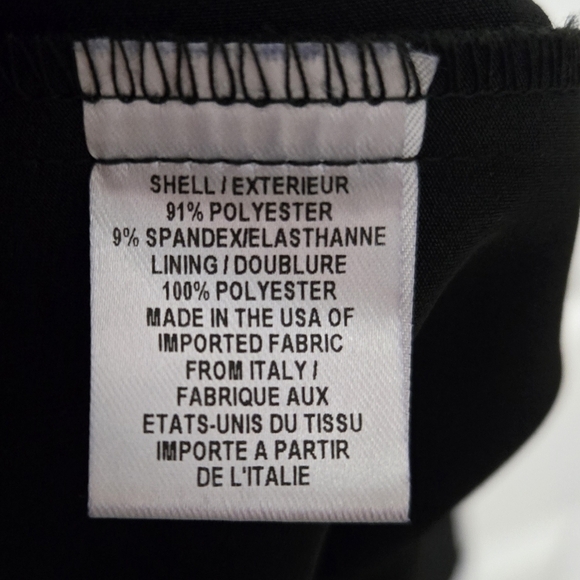 SHELL / EXTERIEUR
91% POLYESTER
9% SPANDEX/ELASTHANNE
LINING / DOUBLURE
100% POLYESTER
MADE IN THE USA OF
IMPORTED FABRIC
FROM ITALY /
FABRIQUE AUX
ETATS-UNIS DU TISSU
IMPORTE A PARTIR
DE L'ITALIE